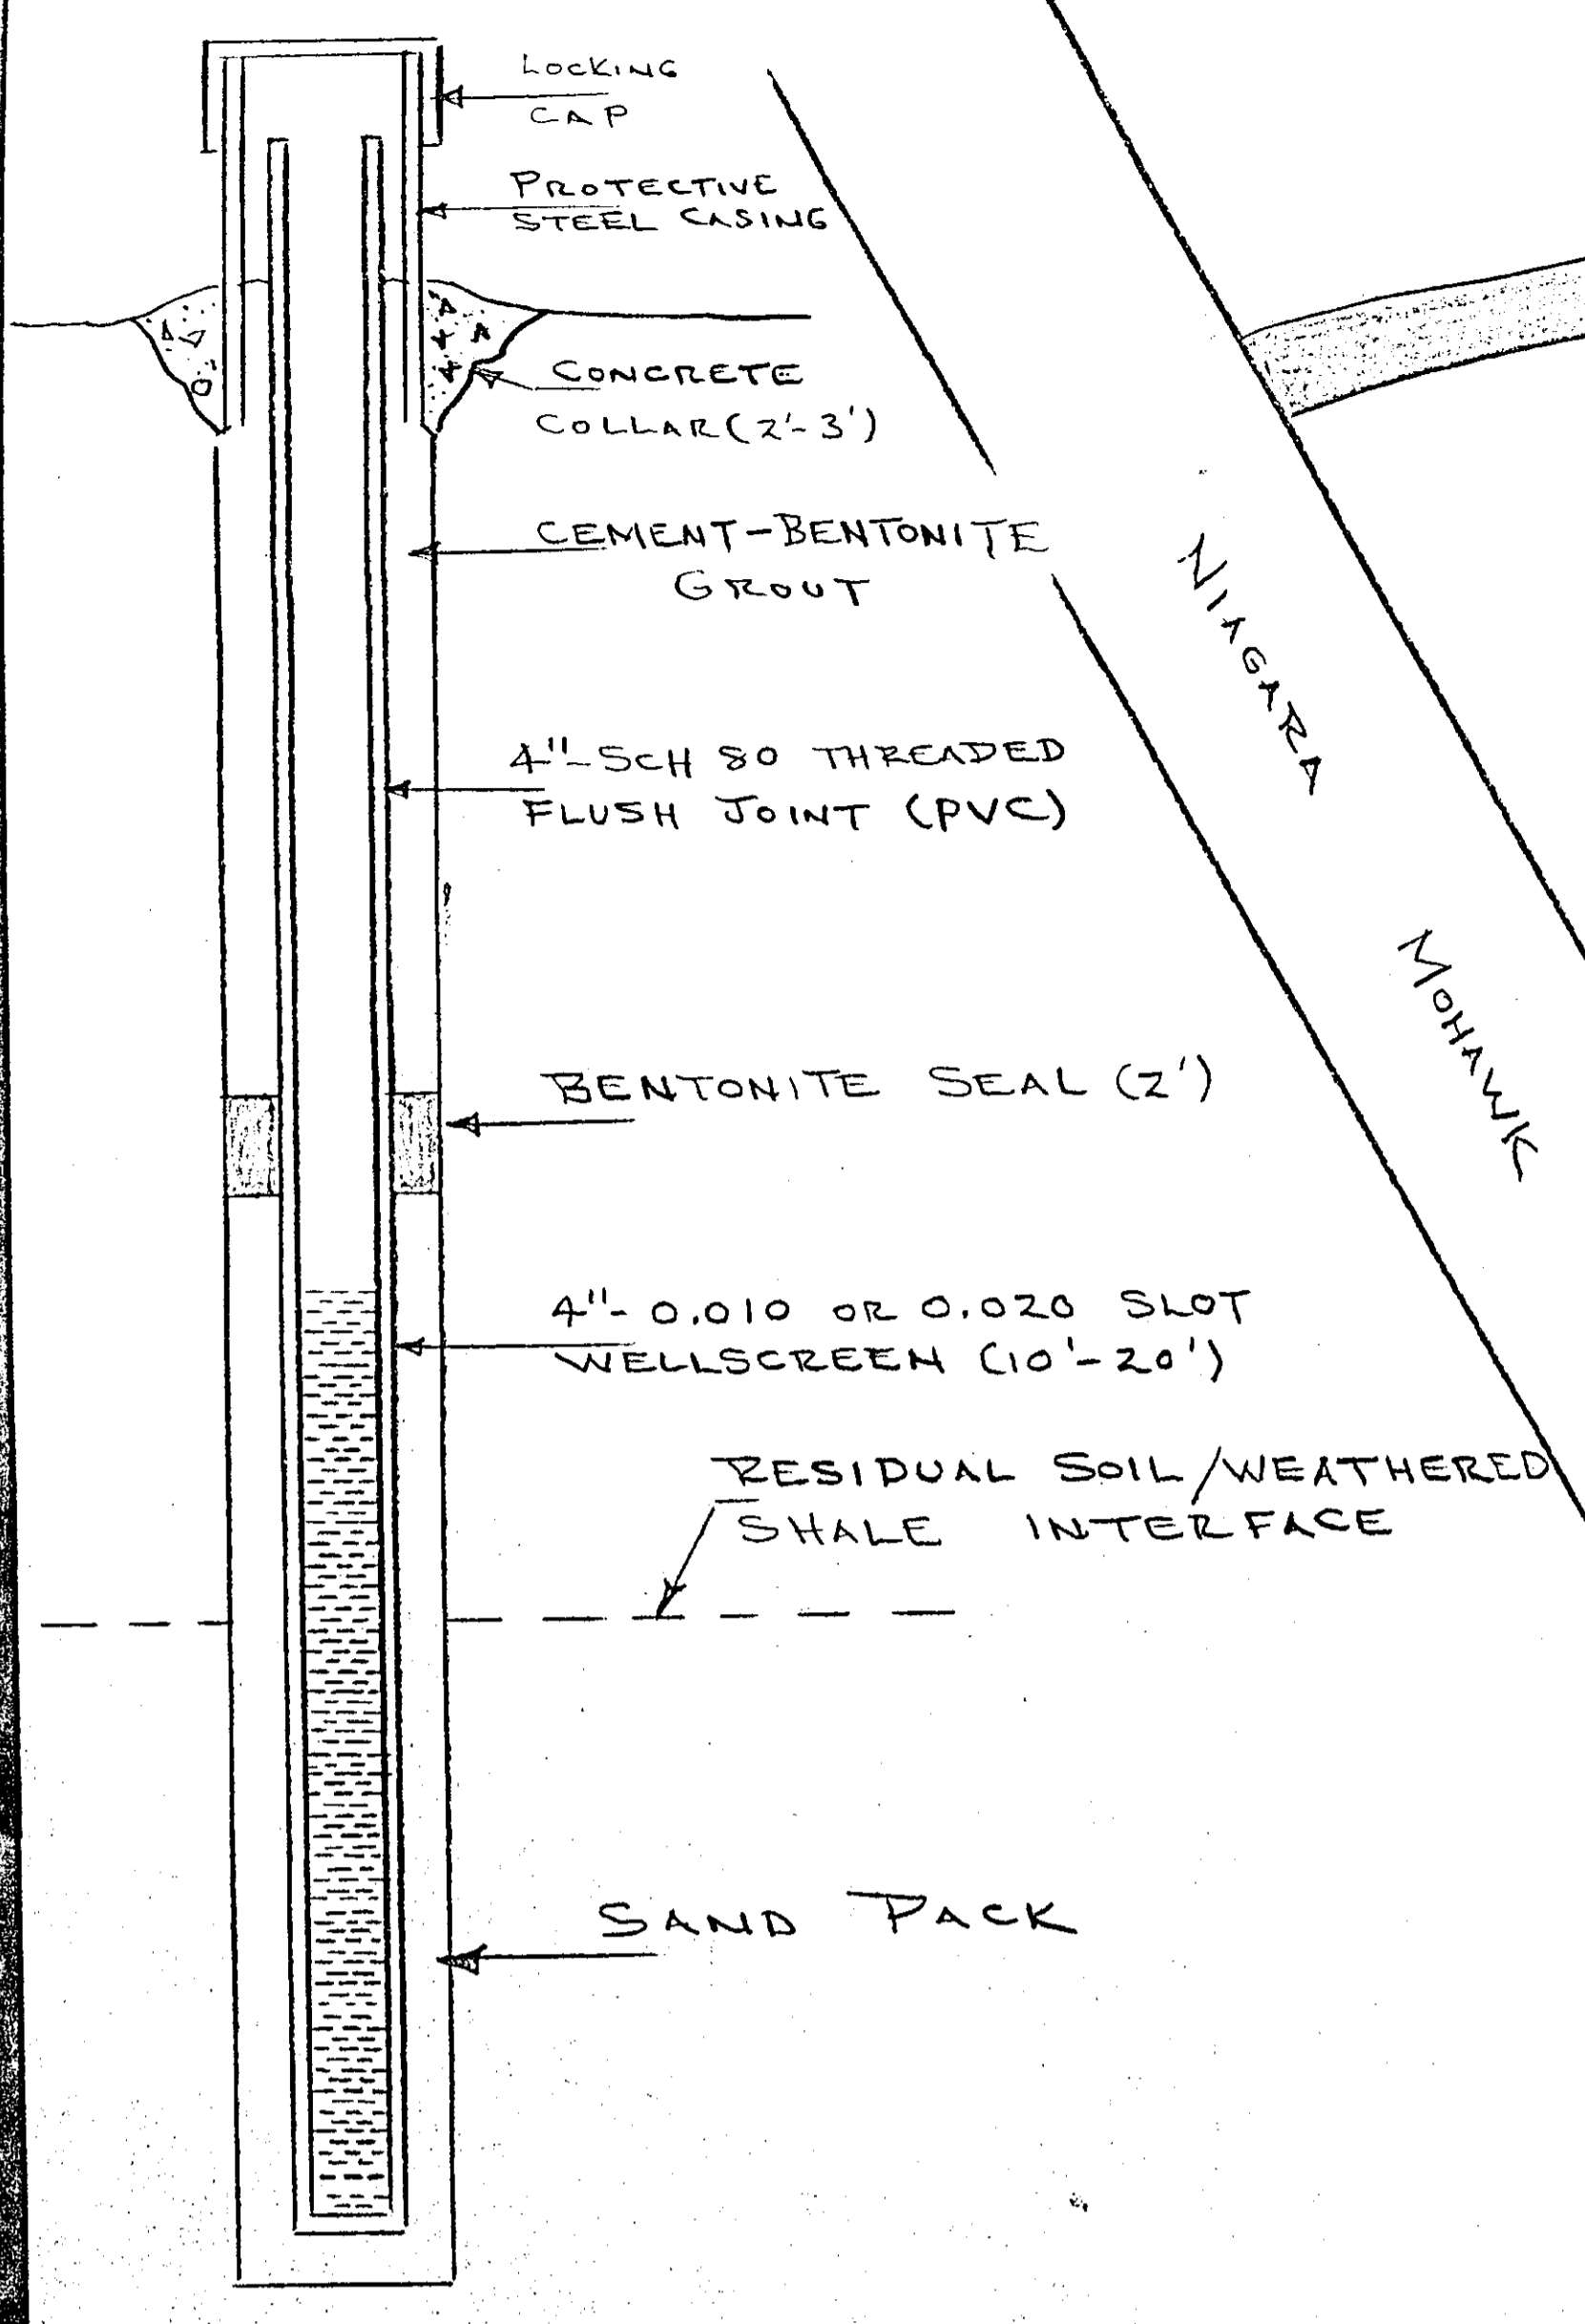 LOCKING
CAP
PROTECTIVE
STEEL CASING
CONCRETE
COLLAR (2'-3')
CEMENT-BENTONITE
GROUT
4"-SCH 80 THREADED
FLUSH JOINT (PVC)
BENTONITE SEAL (2')
4"- 0.010 OR 0.020 SLOT
WELLSCREEN (10'-20')
RESIDUAL SOIL/WEATHERED
SHALE INTERFACE
SAND PACK
NIAGARA
MOHAWK